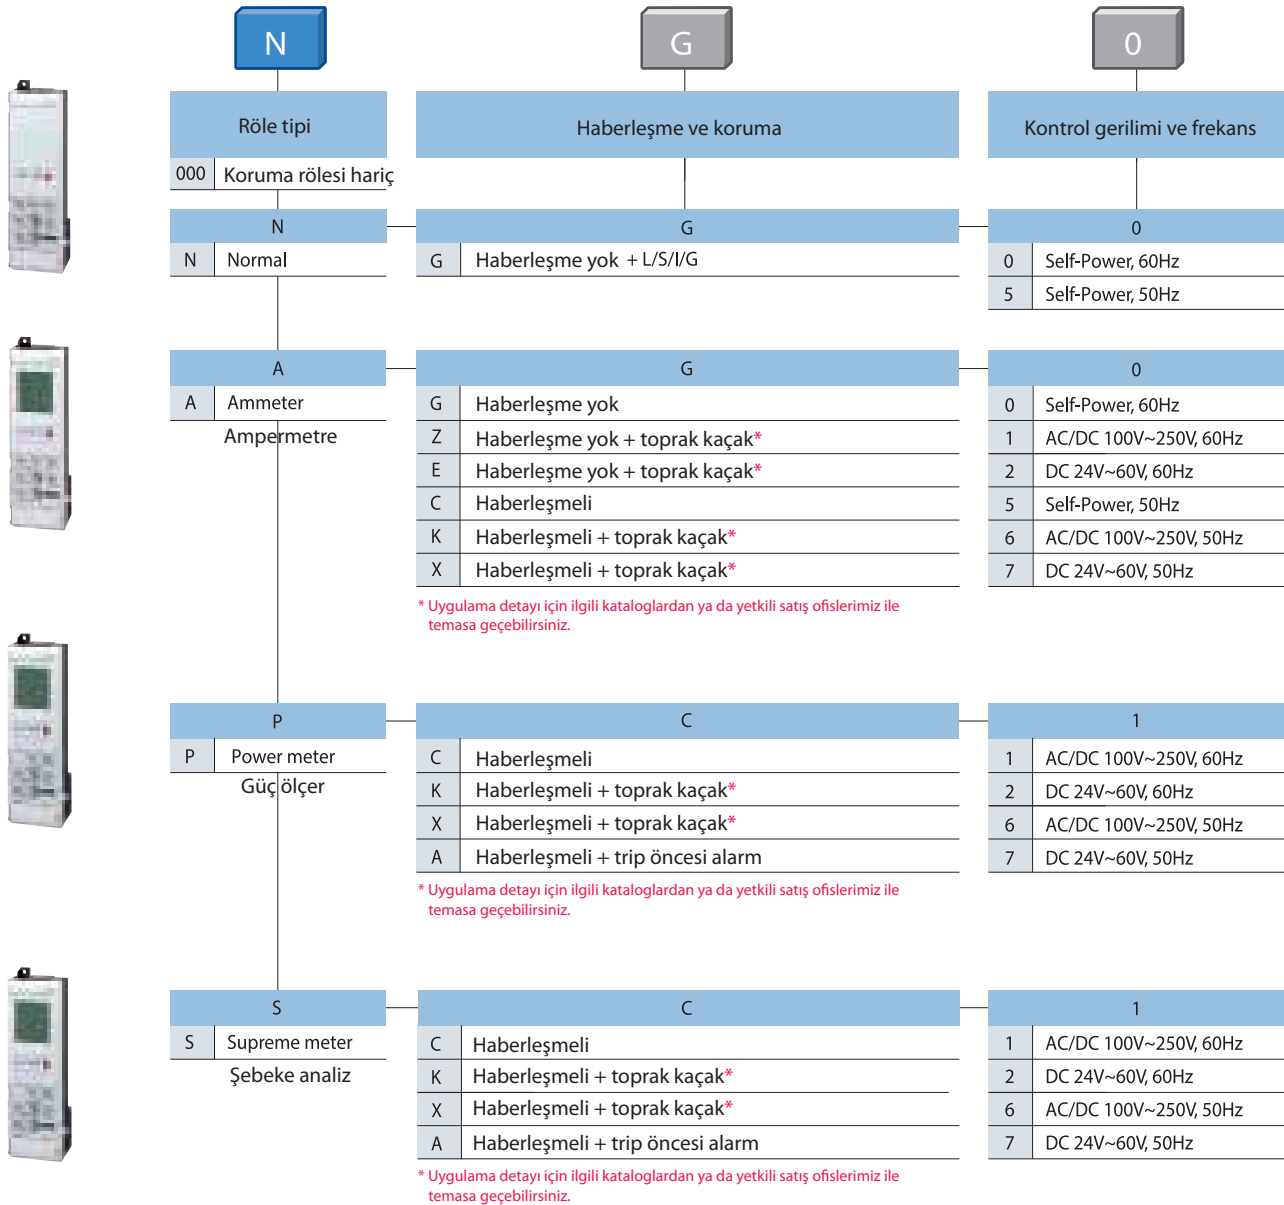 N
G
0
Röle tipi
Haberleşme ve koruma
Kontrol gerilimi ve frekans
000 Koruma rölesi hariç
N
G
0
N Normal
G Haberleşme yok + L/S/I/G
0 Self-Power, 60Hz
5 Self-Power, 50Hz
A
G
0
A Ammeter
Ampermetre
G Haberleşme yok
Z Haberleşme yok + toprak kaçak*
E Haberleşme yok + toprak kaçak*
C Haberleşmeli
K Haberleşmeli + toprak kaçak*
X Haberleşmeli + toprak kaçak*
* Uygulama detayı için ilgili kataloglardan ya da yetkili satış ofislerimiz ile
temasa geçebilirsiniz.
0 Self-Power, 60Hz
1 AC/DC 100V~250V, 60Hz
2 DC 24V~60V, 60Hz
5 Self-Power, 50Hz
6 AC/DC 100V~250V, 50Hz
7 DC 24V~60V, 50Hz
P
C
1
P Power meter
Güç ölçer
C Haberleşmeli
K Haberleşmeli + toprak kaçak*
X Haberleşmeli + toprak kaçak*
A Haberleşmeli + trip öncesi alarm
* Uygulama detayı için ilgili kataloglardan ya da yetkili satış ofislerimiz ile
temasa geçebilirsiniz.
1 AC/DC 100V~250V, 60Hz
2 DC 24V~60V, 60Hz
6 AC/DC 100V~250V, 50Hz
7 DC 24V~60V, 50Hz
S
C
1
S Supreme meter
Şebeke analiz
C Haberleşmeli
K Haberleşmeli + toprak kaçak*
X Haberleşmeli + toprak kaçak*
A Haberleşmeli + trip öncesi alarm
* Uygulama detayı için ilgili kataloglardan ya da yetkili satış ofislerimiz ile
temasa geçebilirsiniz.
1 AC/DC 100V~250V, 60Hz
2 DC 24V~60V, 60Hz
6 AC/DC 100V~250V, 50Hz
7 DC 24V~60V, 50Hz